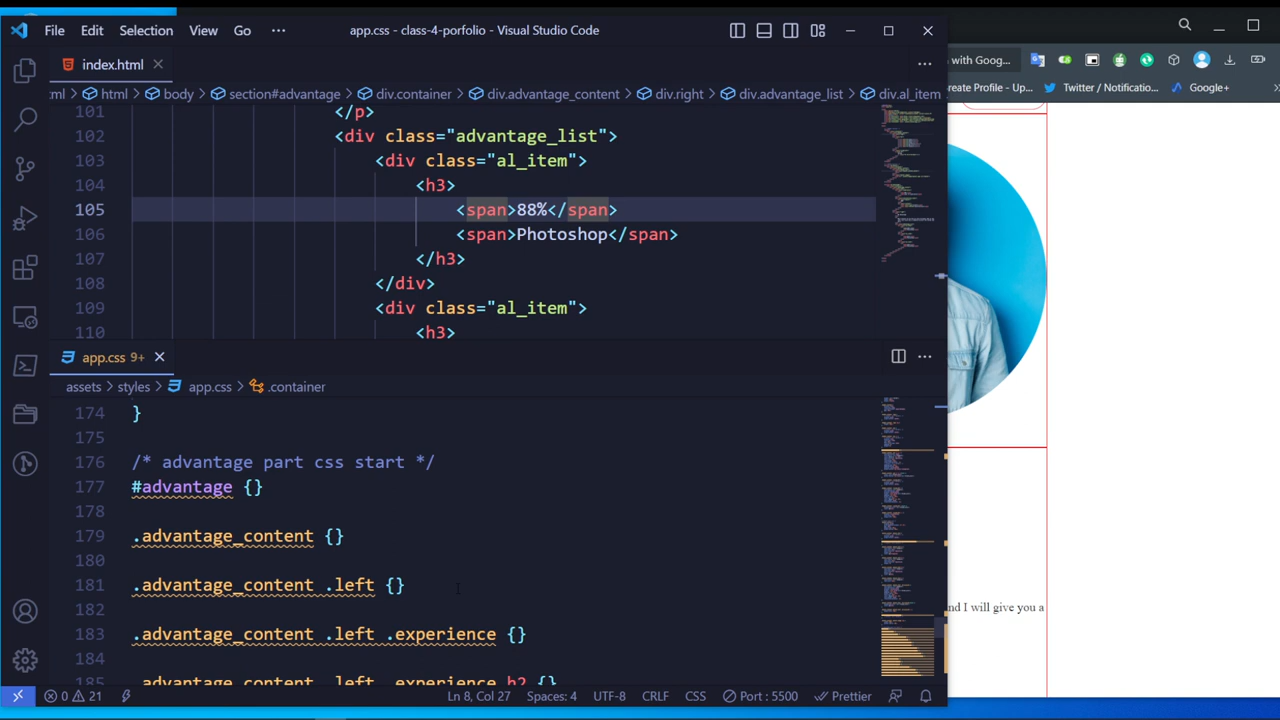 File Edit Selection View Go ··· app.css - class-4-porfolio - Visual Studio Code
index.html
with Goog...
reate Profile - Up...
Twitter / Notificatio...
Google+
ml > html > body > section#advantage > div.container > div.advantage_content > div.right > div.advantage_list > div.al_item
101 </p>
102 <div class="advantage_list">
103 <div class="al_item">
104 <h3>
105 <span>88%</span>
106 <span>Photoshop</span>
107 </h3>
108 </div>
109 <div class="al_item">
110 <h3>
app.css 9+
assets > styles > app.css > .container
174 }
175
176 /* advantage part css start */
177 #advantage {}
178
179 .advantage_content {}
180
181 .advantage_content .left {}
182
183 .advantage_content .left .experience {}
184
.advantage_content .left .experience h2 {}
nd I will give you a
0 21 Ln 8, Col 27 Spaces: 4 UTF-8 CRLF CSS Port : 5500 Prettier